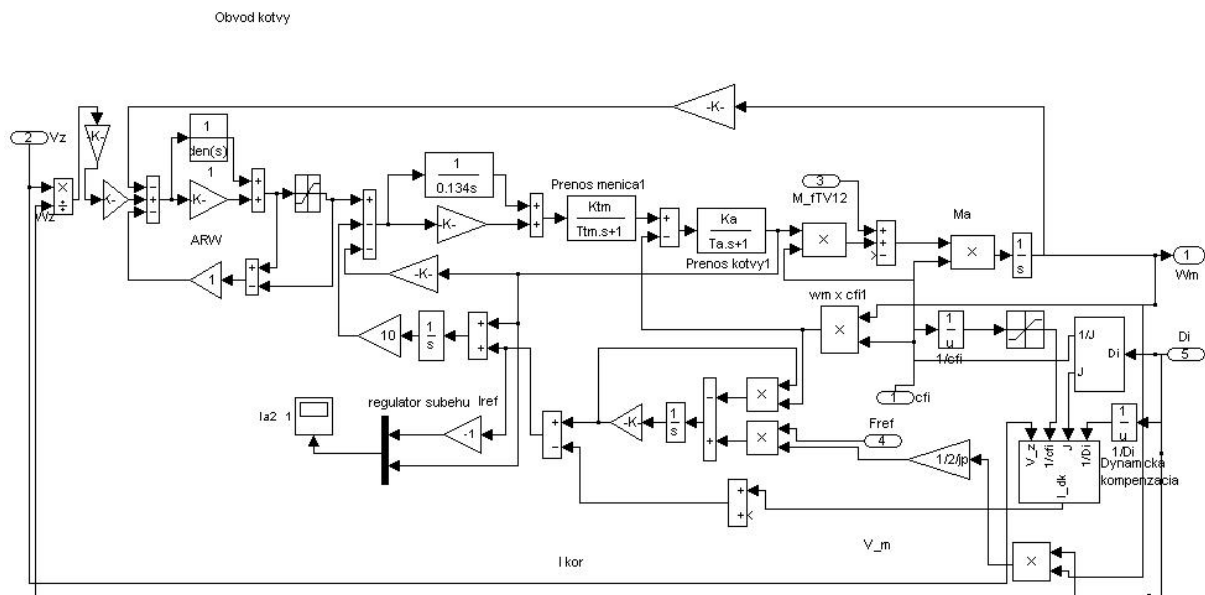 Obvod kotvy
2
Vz
-K-
×
÷
Wz
K-
-
-
+
1
den(s)
1
K-
+
+
ARW
1
+
-
+
-
-
1
0.134s
K-
+
+
Prenos menica1
Ktm
Ttm.s+1
+
-
Ka
Ta.s+1
Prenos kotvy1
-K-
3
M_fTV12
×
+
+
-
Ma
×
1
s
1
Wm
-K-
10
1
s
+
+
wm x cfi1
×
1
u
1/cfi
1/J
Di
J
Di
5
1
cfi
Ia2 1
regulator subehu
Iref
-1
+
-
-K-
1
s
-
+
×
×
Fref
4
1/2/jp
1
u
1/Di
V_z
1/cfi
J
1/Di
I_dk
Dynamická
kompenzácia
+
+
I kor
V_m
×